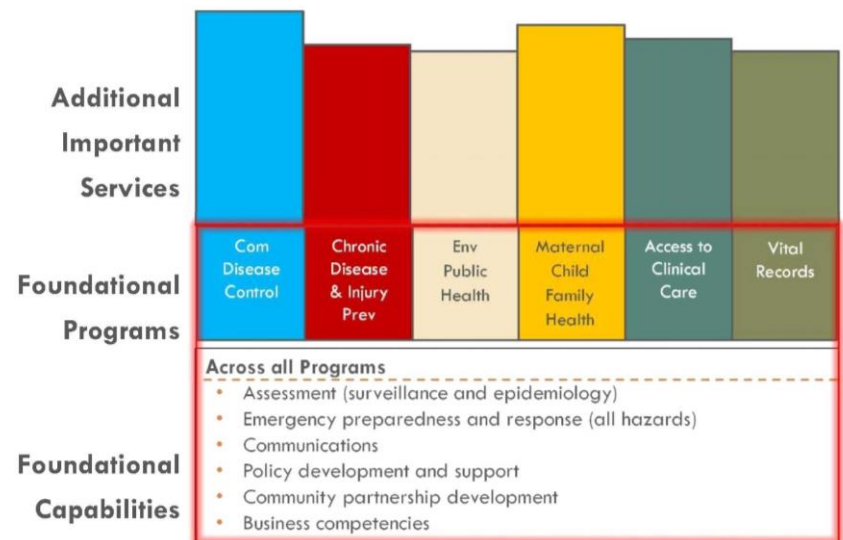 Additional
Important
Services
Foundational
Programs
Com
Disease
Control
Chronic
Disease
& Injury
Prev
Env
Public
Health
Maternal
Child
Family
Health
Access to
Clinical
Care
Vital
Records
Foundational
Capabilities
Across all Programs
• Assessment (surveillance and epidemiology)
• Emergency preparedness and response (all hazards)
• Communications
• Policy development and support
• Community partnership development
• Business competencies